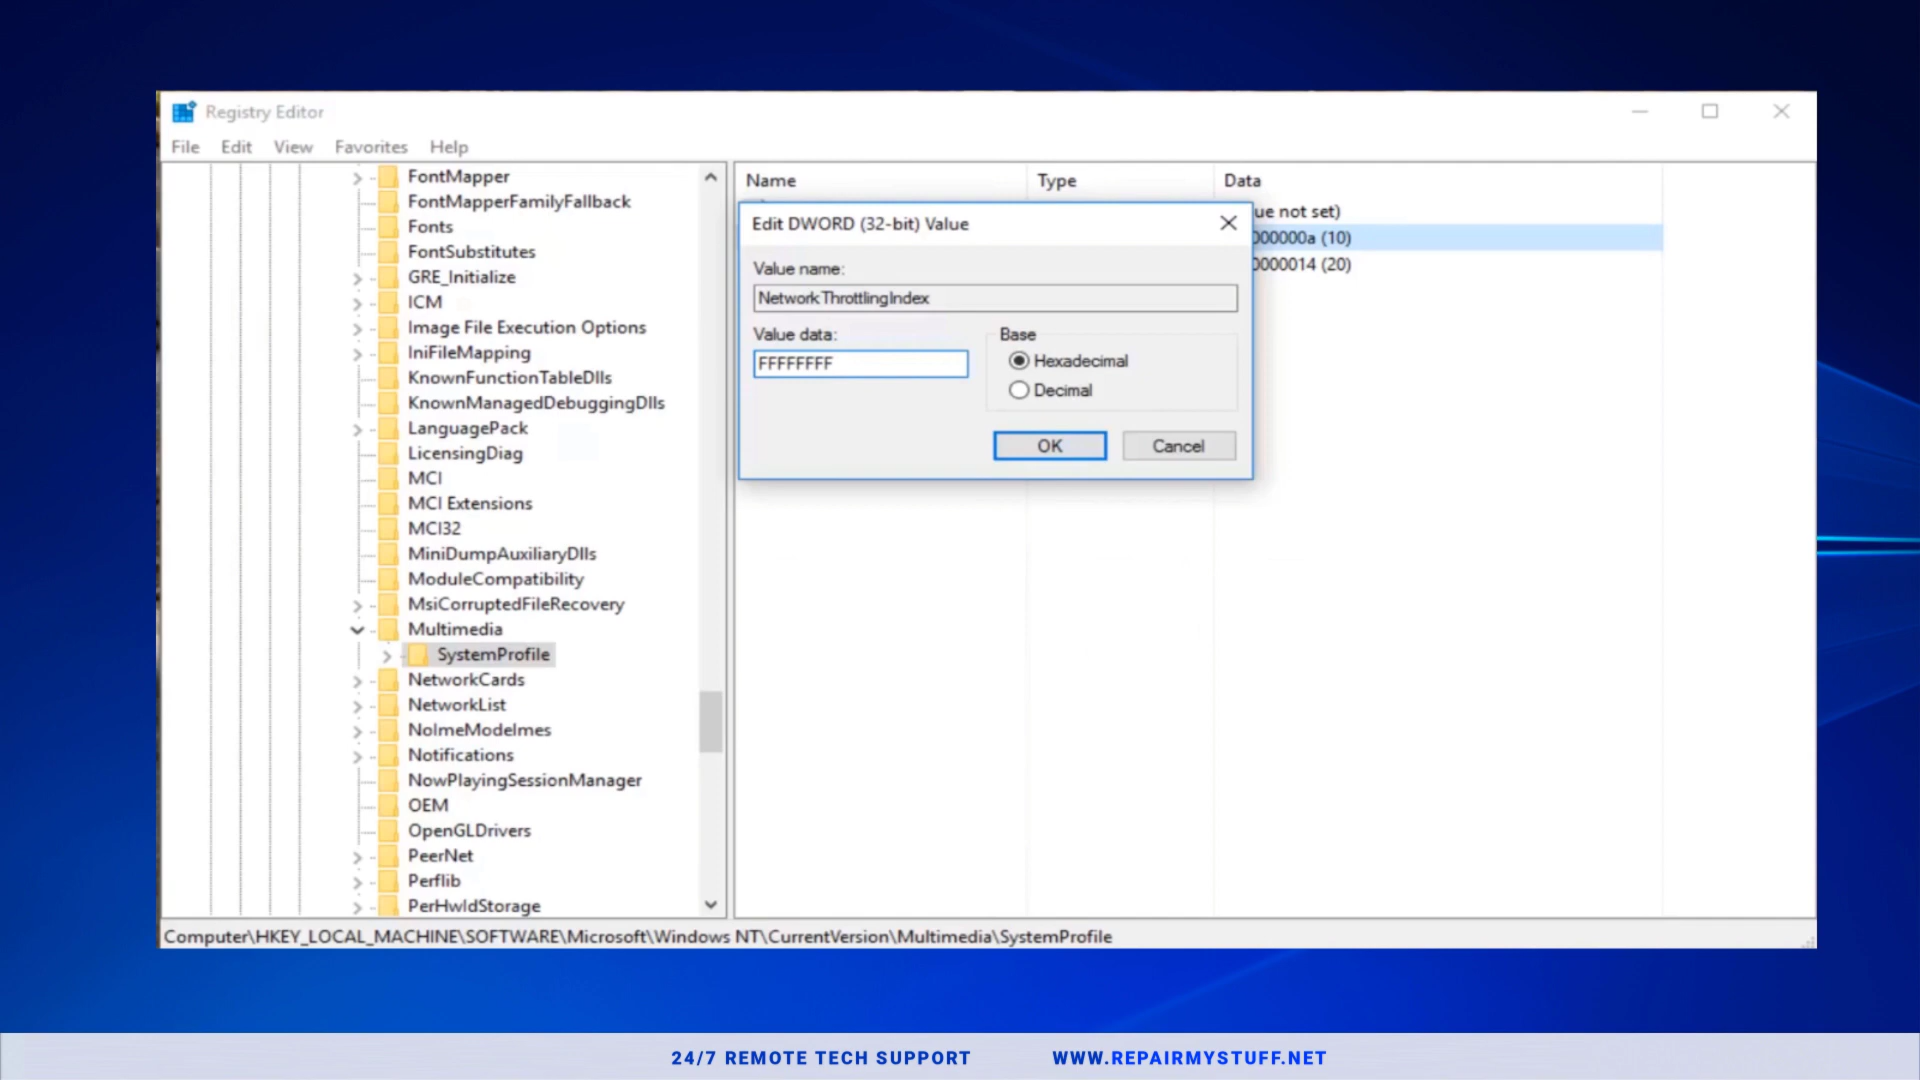 Registry Editor
File Edit View Favorites Help
FontMapper
FontMapperFamilyFallback
Fonts
FontSubstitutes
GRE_Initialize
ICM
Image File Execution Options
IniFileMapping
KnownFunctionTableDlls
KnownManagedDebuggingDlls
LanguagePack
LicensingDiag
MCI
MCI Extensions
MCI32
MiniDumpAuxiliaryDlls
ModuleCompatibility
MsiCorruptedFileRecovery
Multimedia
SystemProfile
NetworkCards
NetworkList
NoImeModeImes
Notifications
NowPlayingSessionManager
OEM
OpenGLDrivers
PeerNet
Perflib
PerHwIdStorage
Name Type Data
ue not set)
000000a (10)
0000014 (20)
Edit DWORD (32-bit) Value
Value name:
NetworkThrottlingIndex
Value data:
FFFFFFFF
Base
Hexadecimal
Decimal
OK Cancel
Computer\HKEY_LOCAL_MACHINE\SOFTWARE\Microsoft\Windows NT\CurrentVersion\Multimedia\SystemProfile
24/7 REMOTE TECH SUPPORT WWW.REPAIRMYSTUFF.NET